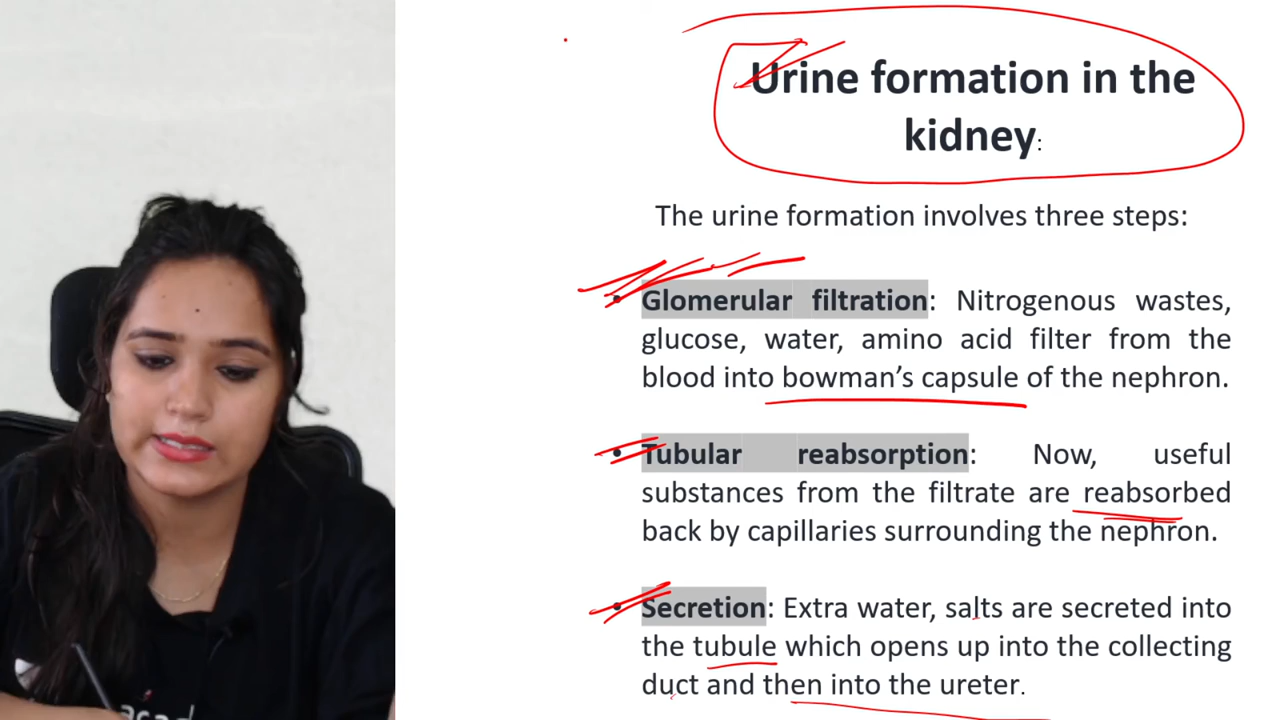 Urine formation in the
kidney:
The urine formation involves three steps:
• Glomerular filtration: Nitrogenous wastes,
glucose, water, amino acid filter from the
blood into bowman’s capsule of the nephron.
• Tubular reabsorption: Now, useful
substances from the filtrate are reabsorbed
back by capillaries surrounding the nephron.
• Secretion: Extra water, salts are secreted into
the tubule which opens up into the collecting
duct and then into the ureter.